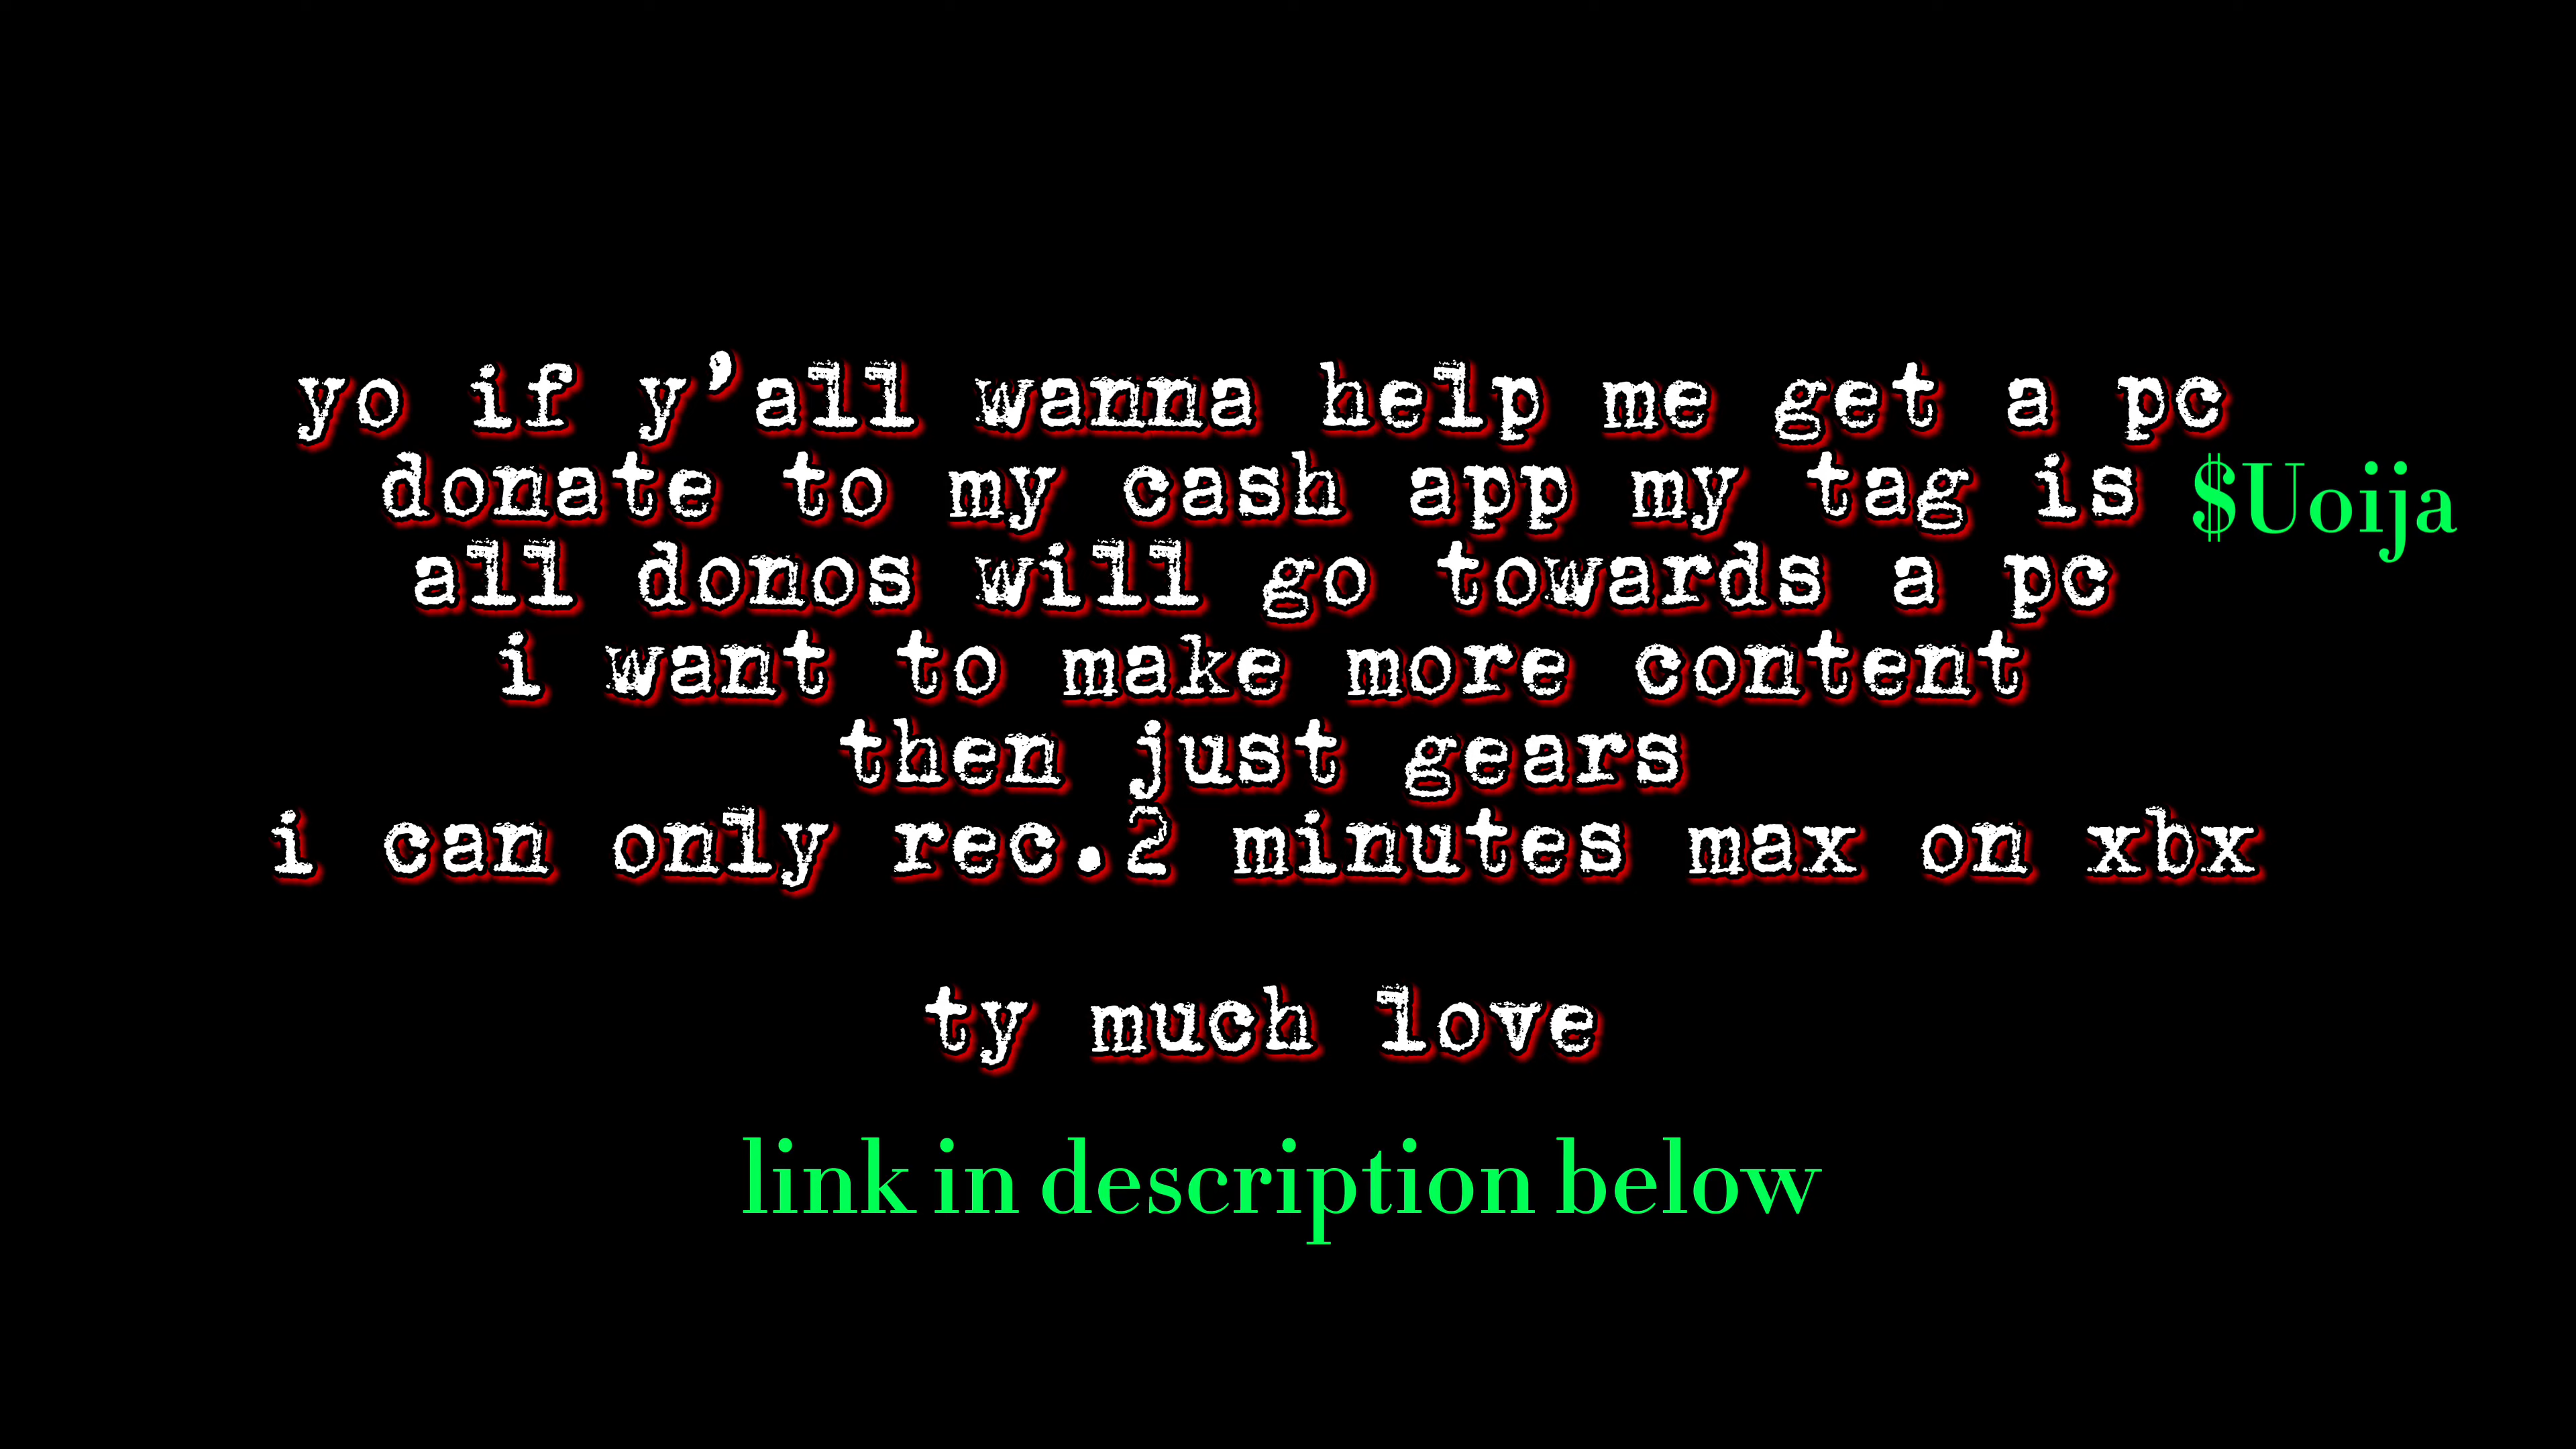 yo if y'all wanna help me get a pc
donate to my cash app my tag is $Uoija
all donos will go towards a pc
i want to make more content
then just gears
i can only rec.2 minutes max on xbx
ty much love
link in description below